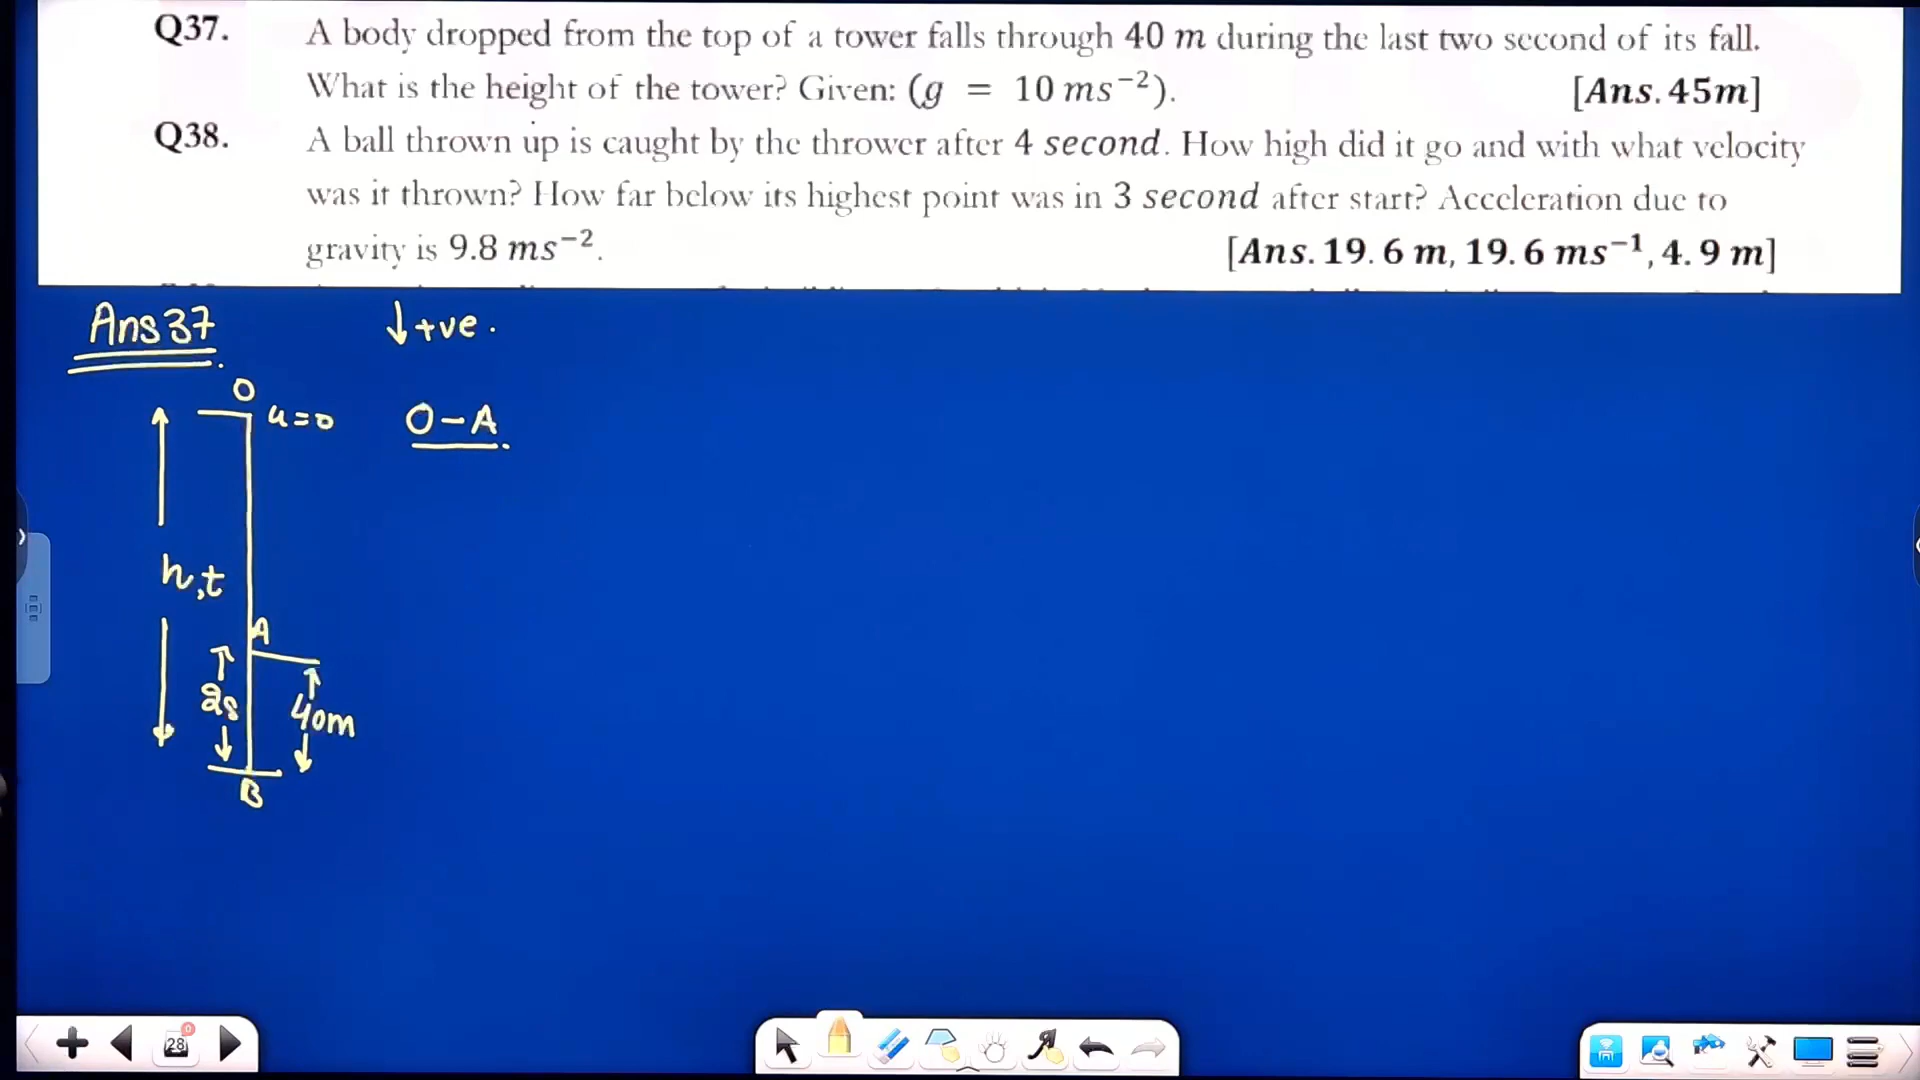 Q37. A body dropped from the top of a tower falls through 40 m during the last two second of its fall.
What is the height of the tower? Given: (g = 10 ms⁻²). [Ans. 45m]
Q38. A ball thrown up is caught by the thrower after 4 second. How high did it go and with what velocity
was it thrown? How far below its highest point was in 3 second after start? Acceleration due to
gravity is 9.8 ms⁻². [Ans. 19. 6 m, 19. 6 ms⁻¹, 4. 9 m]
Ans 37 ↓ +ve.
O
u=0 O-A
h,t
A
2s 40m
B
28 0